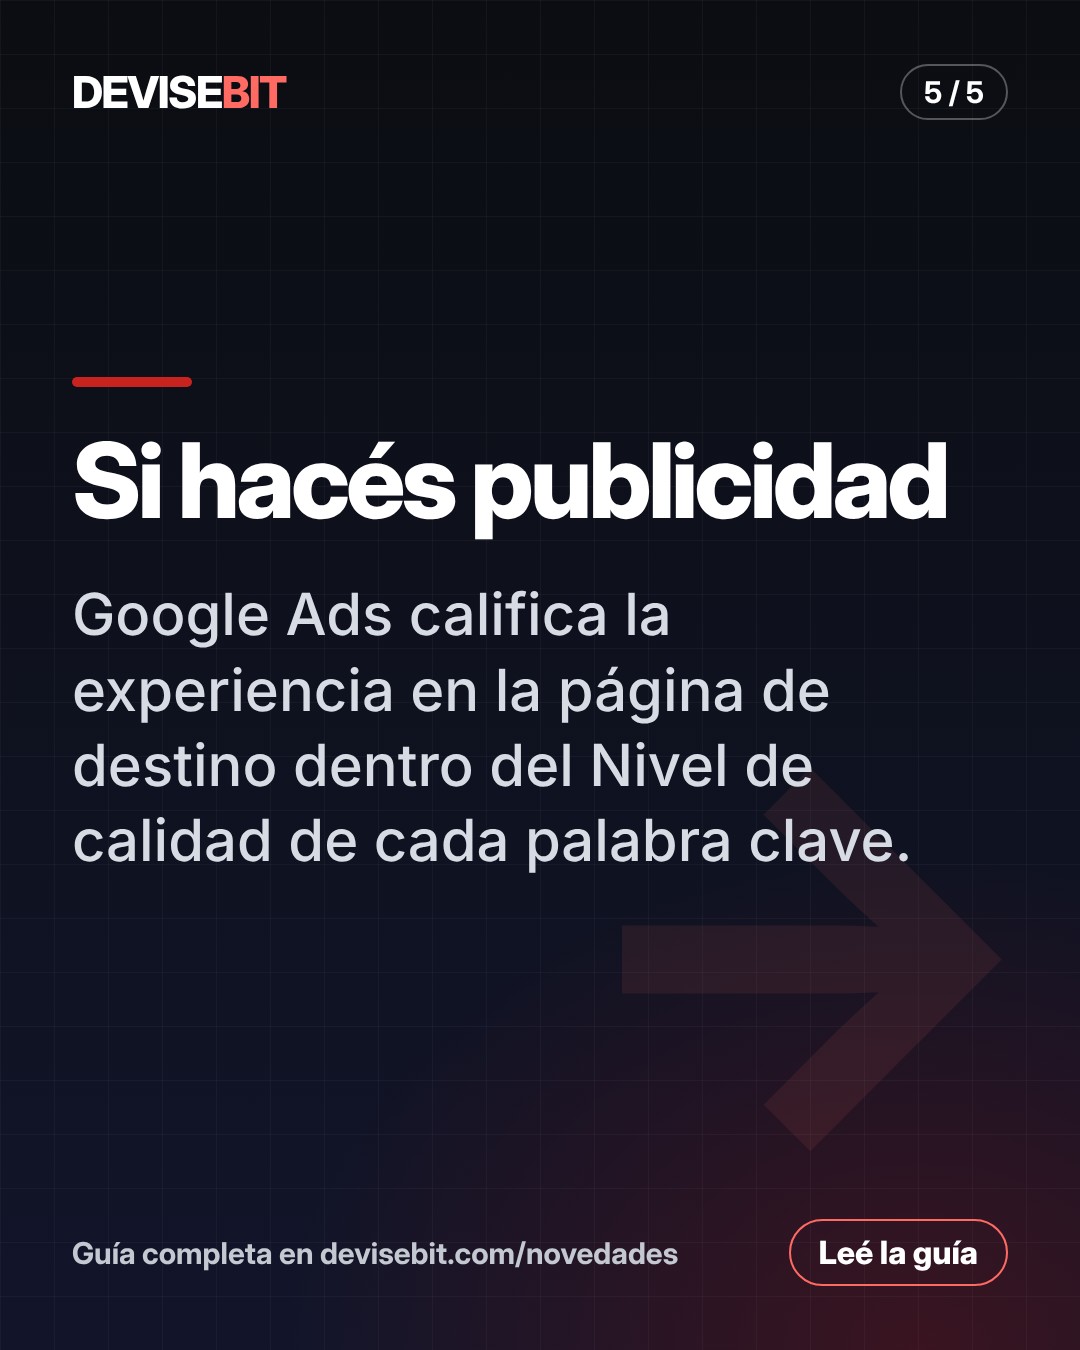 DEVISEBIT
5 / 5
Si hacés publicidad
Google Ads califica la
experiencia en la página de
destino dentro del Nivel de
calidad de cada palabra clave.
Guía completa en devisebit.com/novedades
Leé la guía